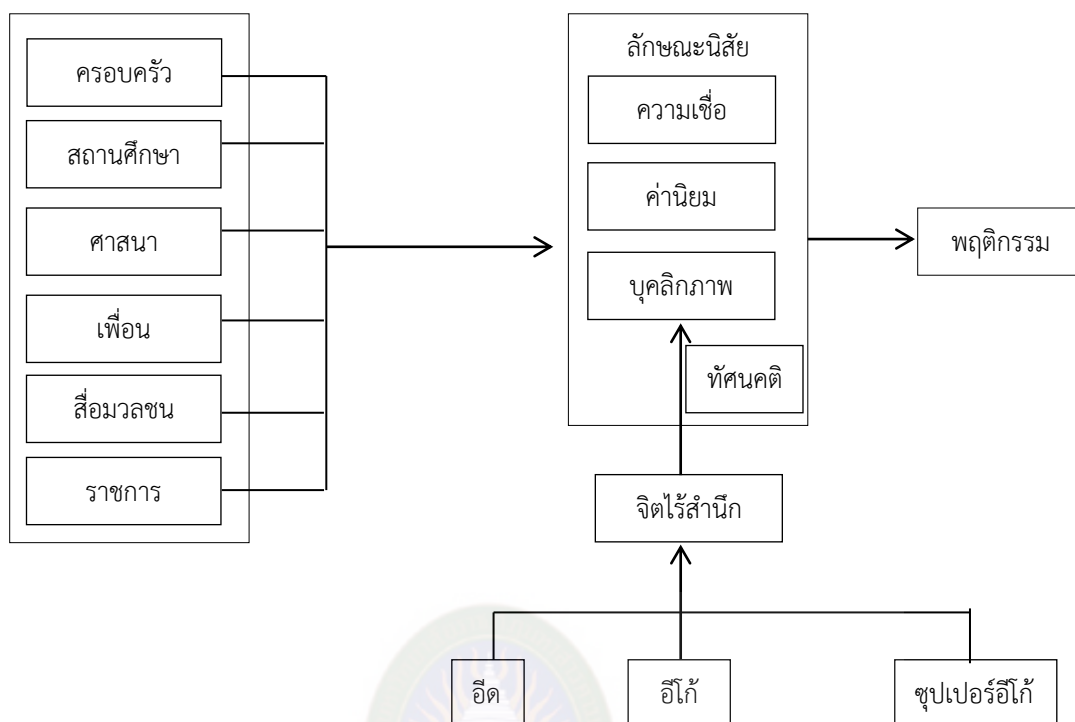 ครอบครัว
สถานศึกษา
ศาสนา
เพื่อน
สื่อมวลชน
ราชการ
ลักษณะนิสัย
ความเชื่อ
ค่านิยม
บุคลิกภาพ
ทัศนคติ
พฤติกรรม
จิตไร้สำนึก
อีด
อีโก้
ซุปเปอร์อีโก้